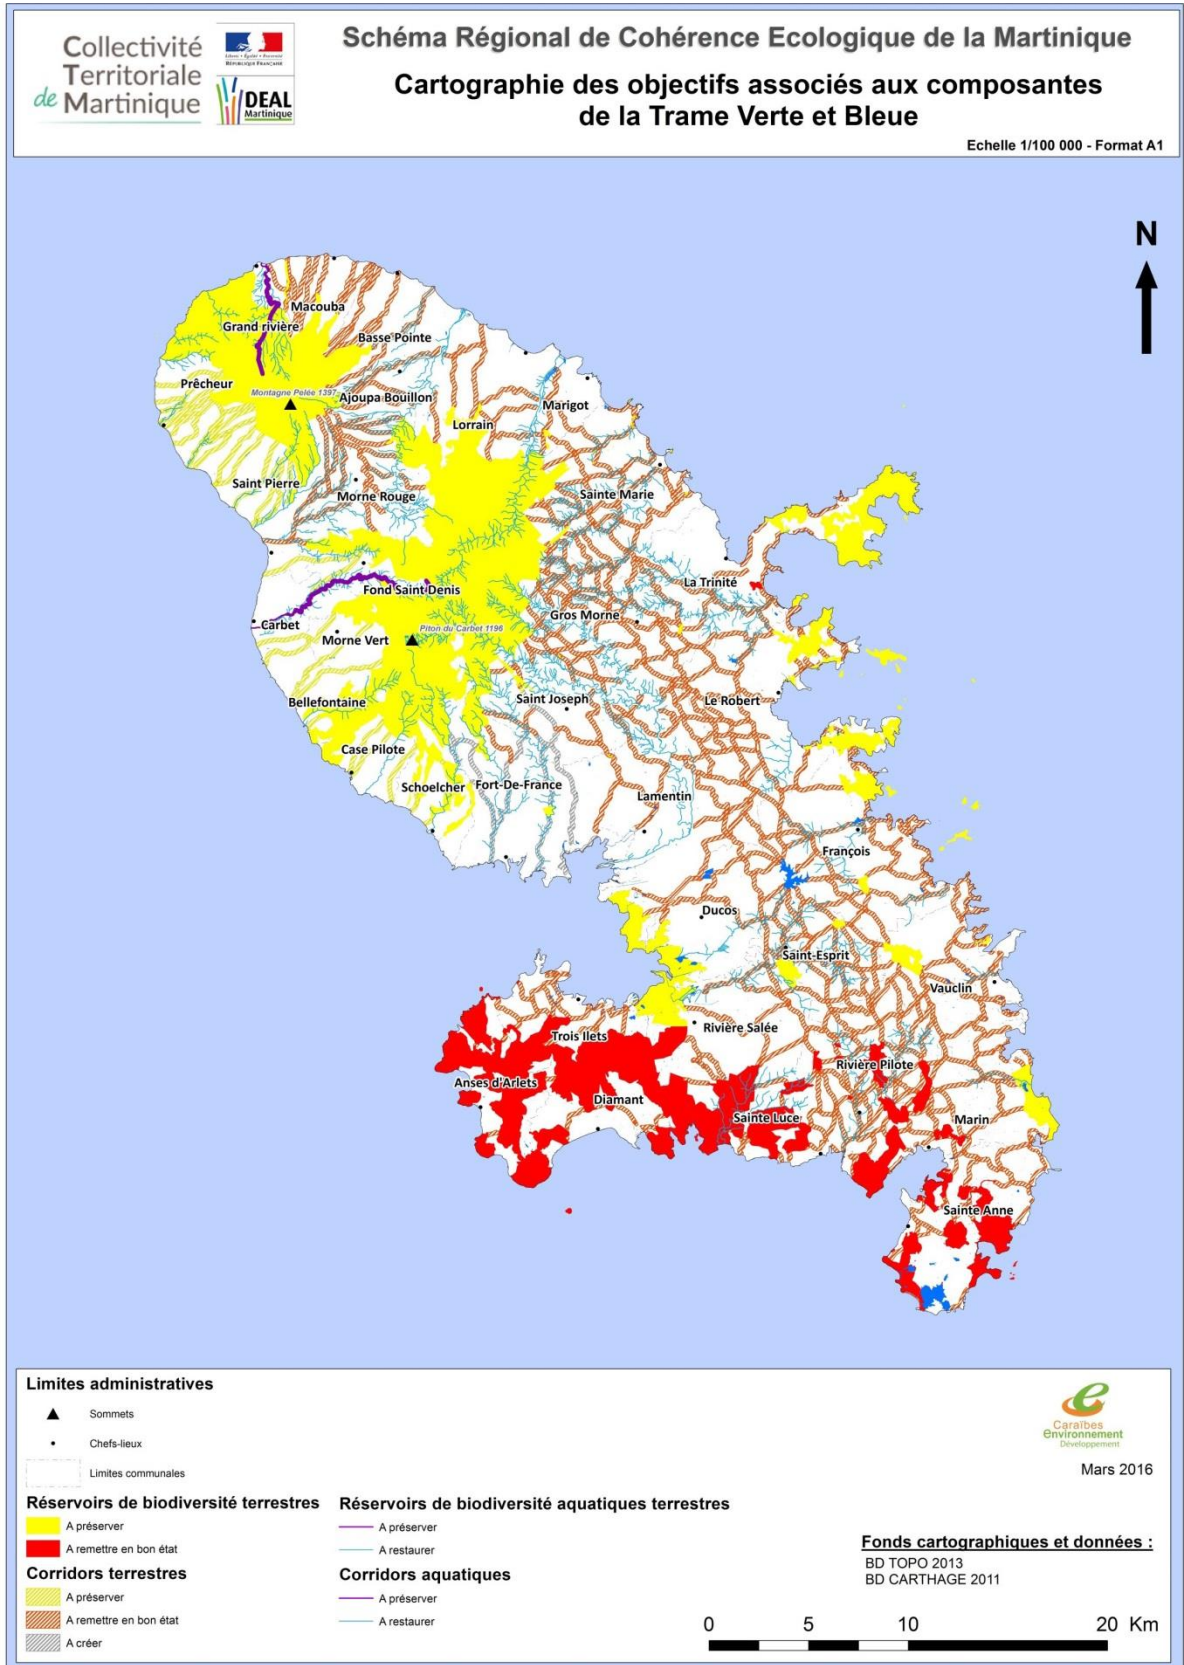 Collectivité
Territoriale
de Martinique
Liberté • Égalité • Fraternité
RÉPUBLIQUE FRANÇAISE
DEAL
Martinique
Schéma Régional de Cohérence Ecologique de la Martinique
Cartographie des objectifs associés aux composantes
de la Trame Verte et Bleue
Echelle 1/100 000 - Format A1
N
Macouba
Grand rivière
Basse Pointe
Prêcheur
Montagne Pelée 1397
Ajoupa Bouillon
Marigot
Lorrain
Saint Pierre
Morne Rouge
Sainte Marie
La Trinité
Fond Saint Denis
Gros Morne
Carbet
Morne Vert
Piton du Carbet 1196
Bellefontaine
Saint Joseph
Le Robert
Case Pilote
Schoelcher
Fort-De-France
Lamentin
François
Ducos
Saint-Esprit
Vauclin
Trois Ilets
Rivière Salée
Rivière Pilote
Anses d'Arlets
Diamant
Sainte Luce
Marin
Sainte Anne
Limites administratives
Sommets
Chefs-lieux
Limites communales
Réservoirs de biodiversité terrestres
A préserver
A remettre en bon état
Corridors terrestres
A préserver
A remettre en bon état
A créer
Réservoirs de biodiversité aquatiques terrestres
A préserver
A restaurer
Corridors aquatiques
A préserver
A restaurer
e
Caraïbes
environnement
Développement
Mars 2016
Fonds cartographiques et données :
BD TOPO 2013
BD CARTHAGE 2011
0 5 10 20 Km